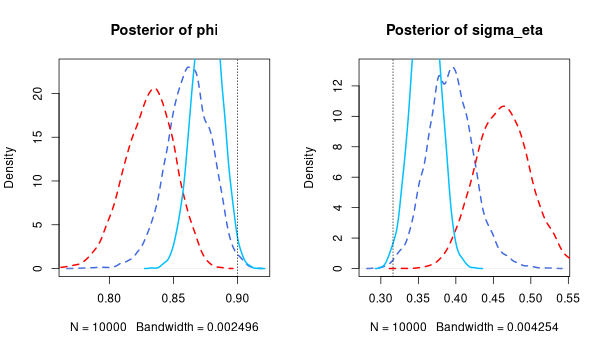 Posterior of phi
Posterior of sigma_eta
Density
0 5 10 15 20
0.80 0.85 0.90
N = 10000 Bandwidth = 0.002496
Density
0 2 4 6 8 10 12
0.30 0.35 0.40 0.45 0.50 0.55
N = 10000 Bandwidth = 0.004254